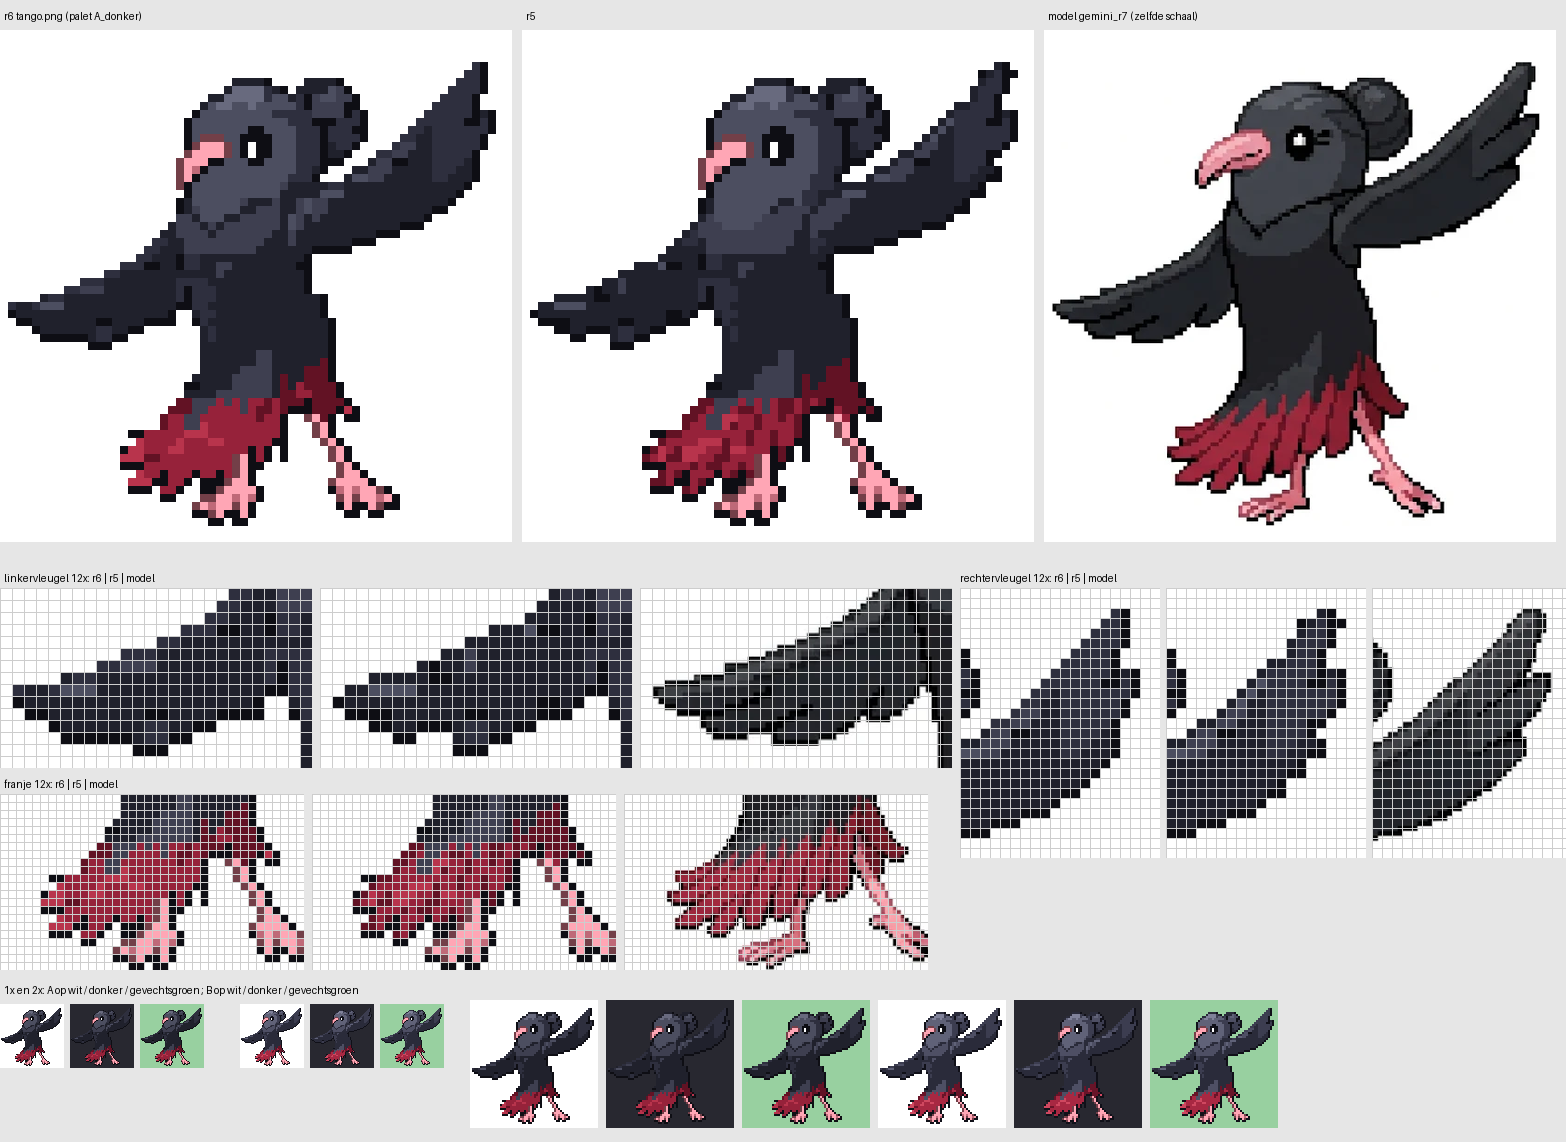 r6 tango.png (palet A_donker)
r5
model gemini_r7 (zelfde schaal)
linkervleugel 12x: r6 | r5 | model
rechtervleugel 12x: r6 | r5 | model
franje 12x: r6 | r5 | model
1x en 2x: A op wit / donker / gevechtsgroen; B op wit / donker / gevechtsgroen